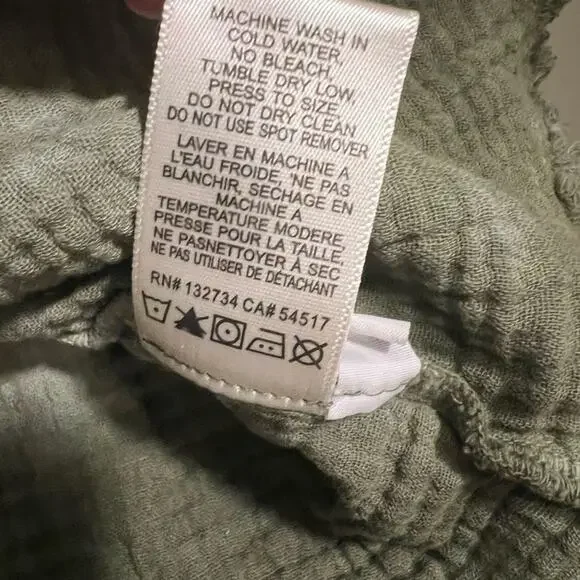 MACHINE WASH IN
COLD WATER,
NO BLEACH,
TUMBLE DRY LOW,
PRESS TO SIZE
DO NOT DRY CLEAN
DO NOT USE SPOT REMOVER
LAVER EN MACHINE A
L'EAU FROIDE, 'NE PAS
BLANCHIR, SECHAGE EN
MACHINE A
TEMPERATURE MODERE,
PRESSE POUR LA TAILLE,
NE PASNETTOYER À SEC
NE PAS UTILISER DE DÉTACHANT
RN# 132734 CA# 54517